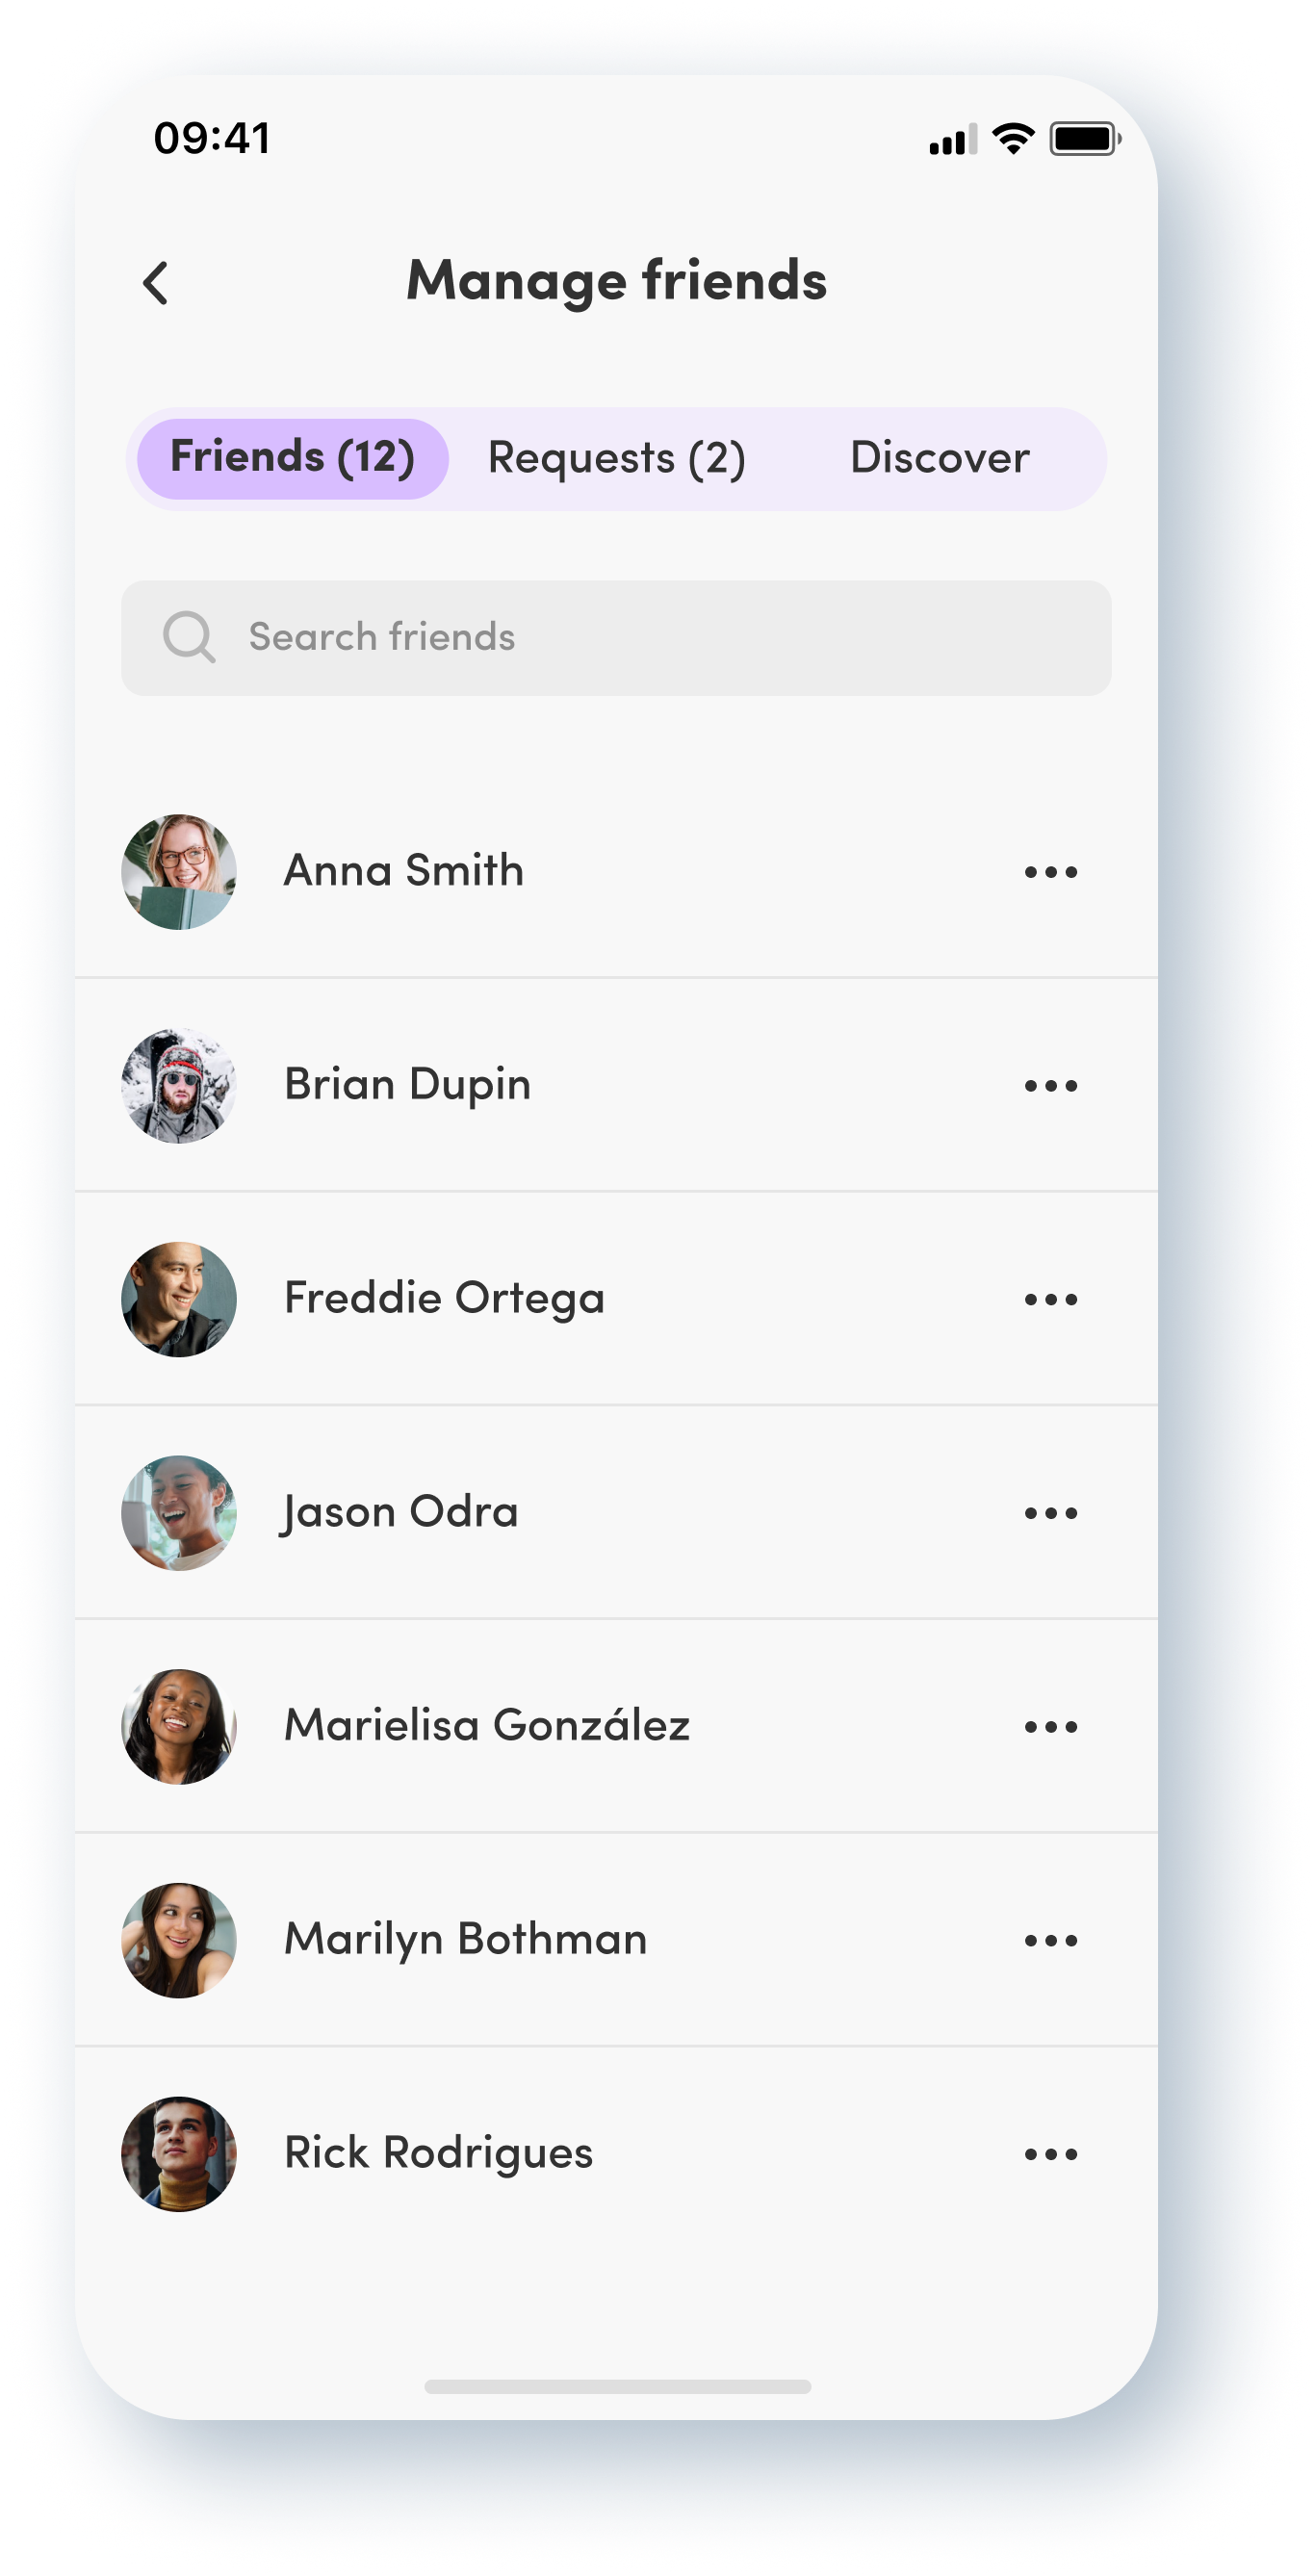 09:41
Manage friends
Friends (12) Requests (2) Discover
Search friends
Anna Smith
Brian Dupin
Freddie Ortega
Jason Odra
Marielisa González
Marilyn Bothman
Rick Rodrigues